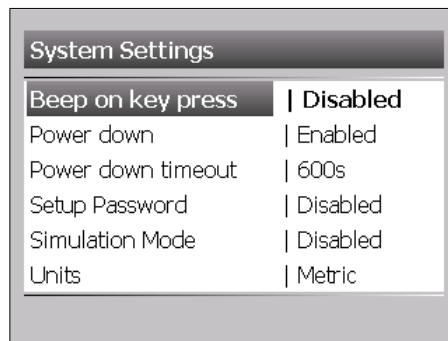 System Settings
Beep on key press | Disabled
Power down | Enabled
Power down timeout | 600s
Setup Password | Disabled
Simulation Mode | Disabled
Units | Metric